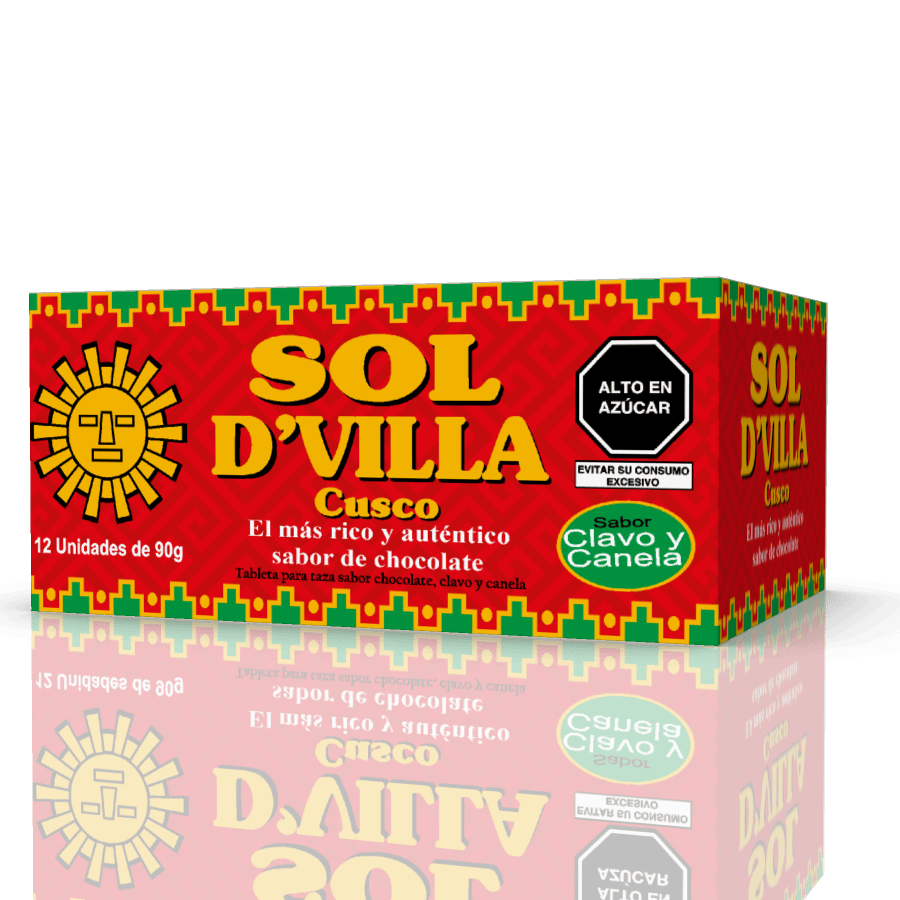 SOL
D'VILLA
Cusco
El más rico y auténtico
sabor de chocolate
Tableta para taza sabor chocolate, clavo y canela
12 Unidades de 90g
ALTO EN
AZÚCAR
EVITAR SU CONSUMO
EXCESIVO
Sabor
Clavo y
Canela
SOL
D'VILLA
Cusco
El más rico y auténtico
sabor de chocolate